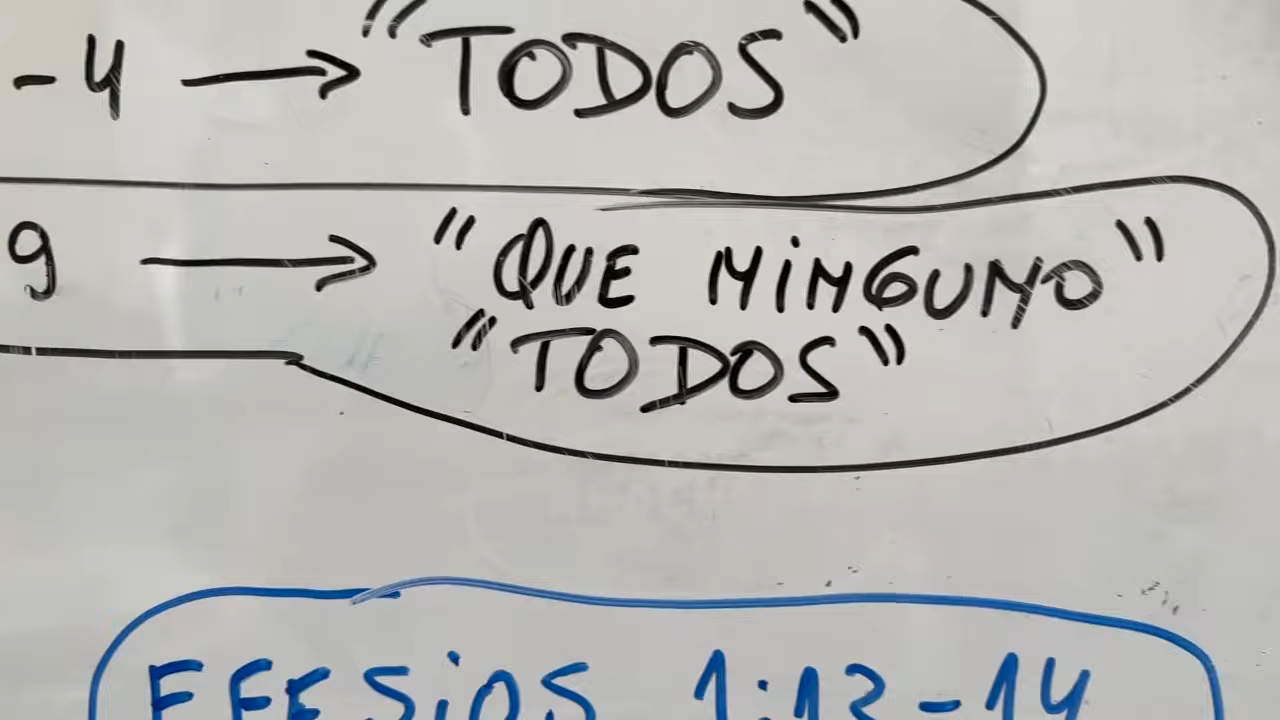 -4 → "TODOS"
9 → "QUE NiNGUNO"
"TODOS"
EFESiOS 1:13-14